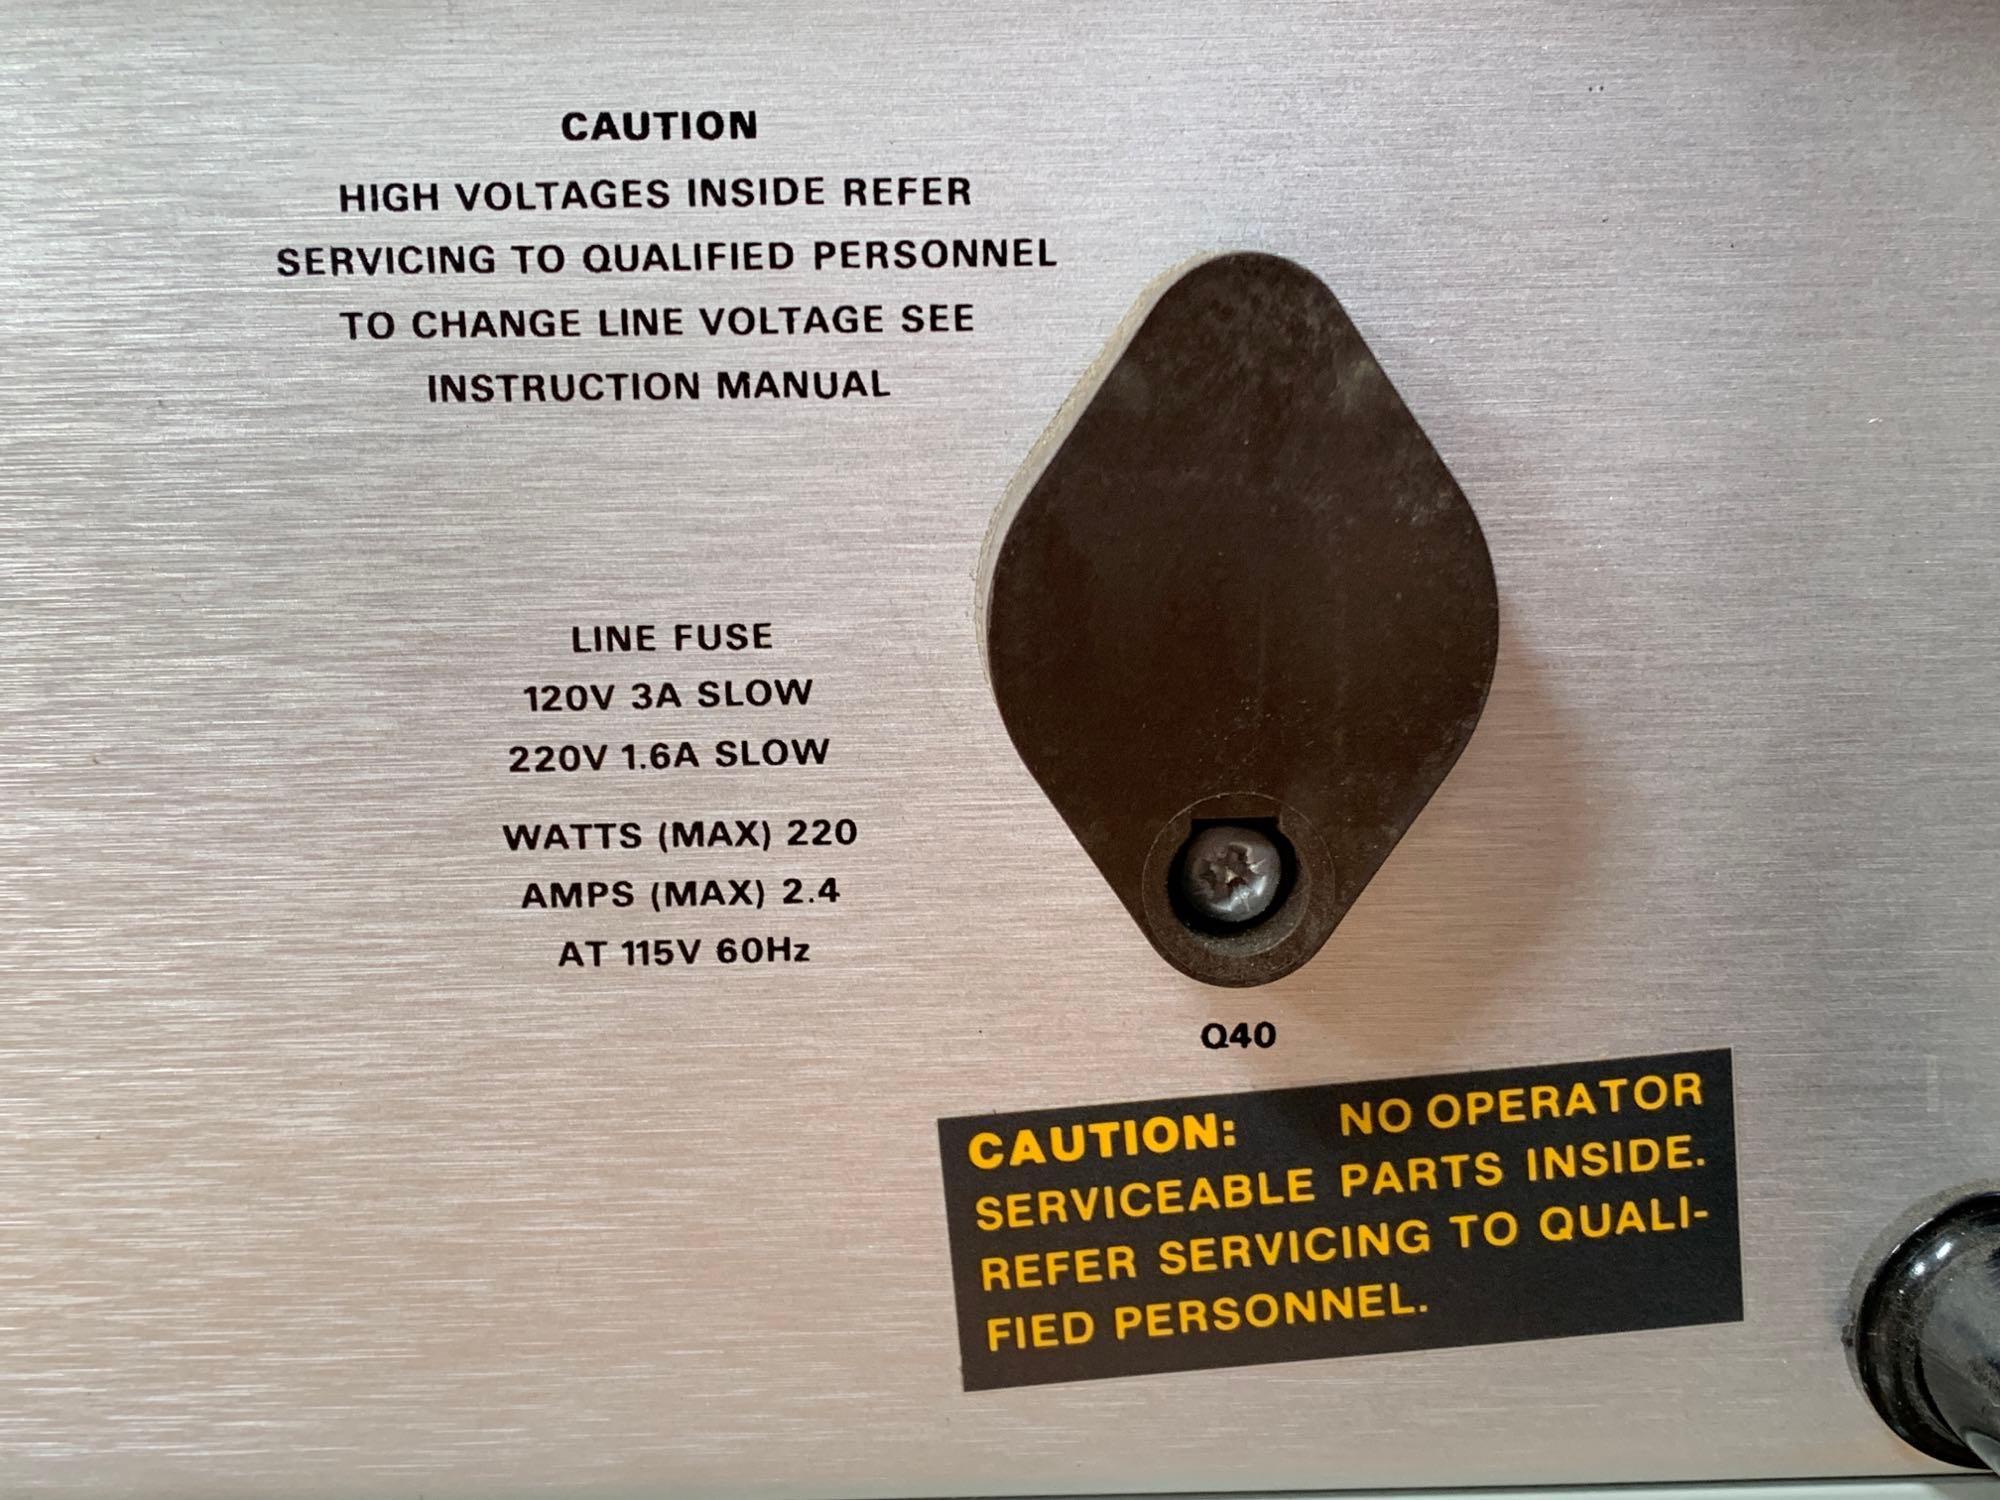 CAUTION
HIGH VOLTAGES INSIDE REFER
SERVICING TO QUALIFIED PERSONNEL
TO CHANGE LINE VOLTAGE SEE
INSTRUCTION MANUAL
LINE FUSE
120V 3A SLOW
220V 1.6A SLOW
WATTS (MAX) 220
AMPS (MAX) 2.4
AT 115V 60Hz
Q40
CAUTION: NO OPERATOR
SERVICEABLE PARTS INSIDE.
REFER SERVICING TO QUALI-
FIED PERSONNEL.